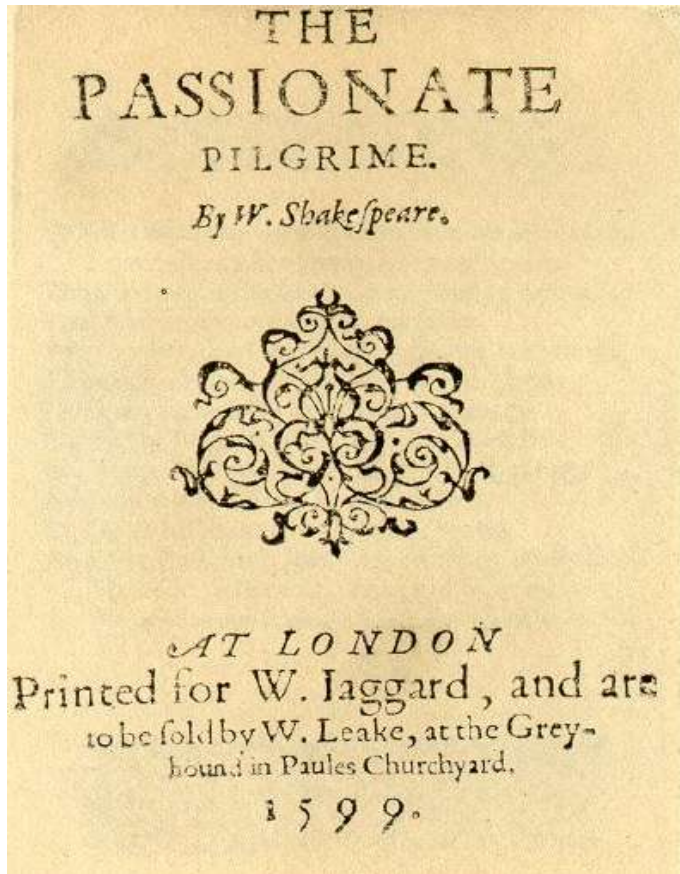 THE
PASSIONATE
PILGRIME.
By W. Shakeſpeare.
AT LONDON
Printed for W. Iaggard, and are
to be ſold by W. Leake, at the Grey-
hound in Paules Churchyard.
1599.